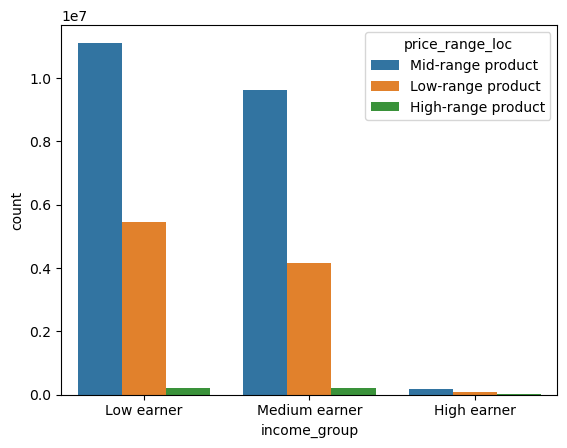 1e7
price_range_loc
Mid-range product
Low-range product
High-range product
1.0
0.8
0.6
0.4
0.2
0.0
count
Low earner Medium earner High earner
income_group